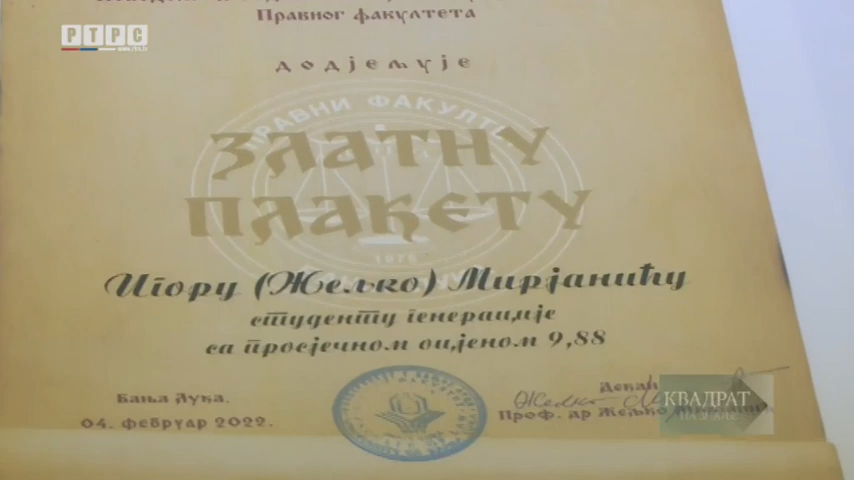 РТРС
Правног факултета
додјељује
ПРАВНИ ФАКУЛТЕТ
ЗЛАТНУ
ПЛАКЕТУ
1975
Игору (Жељко) Мирјанићу
студенту генерације
са просјечном оцјеном 9,88
Бања Лука,
04. фебруар 2022.
Декан
Проф. др Жељко
КВАДРАТ